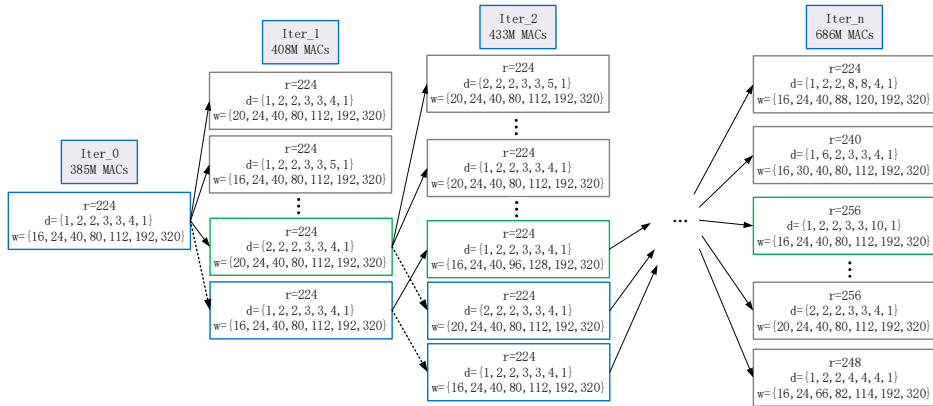 Iter_0
385M MACs
r=224
d={1,2,2,3,3,4,1}
w={16,24,40,80,112,192,320}
Iter_1
408M MACs
r=224
d={1,2,2,3,3,4,1}
w={20,24,40,80,112,192,320}
r=224
d={1,2,2,3,3,5,1}
w={16,24,40,80,112,192,320}
r=224
d={2,2,2,3,3,4,1}
w={20,24,40,80,112,192,320}
r=224
d={1,2,2,3,3,4,1}
w={16,24,40,80,112,192,320}
Iter_2
433M MACs
r=224
d={2,2,2,3,3,5,1}
w={20,24,40,80,112,192,320}
r=224
d={1,2,2,3,3,4,1}
w={20,24,40,80,112,192,320}
r=224
d={1,2,2,3,3,4,1}
w={16,24,40,96,128,192,320}
r=224
d={2,2,2,3,3,4,1}
w={20,24,40,80,112,192,320}
r=224
d={1,2,2,3,3,4,1}
w={16,24,40,80,112,192,320}
...
Iter_n
686M MACs
r=224
d={1,2,2,8,8,4,1}
w={16,24,40,88,120,192,320}
r=240
d={1,6,2,3,3,4,1}
w={16,30,40,80,112,192,320}
r=256
d={1,2,2,3,3,10,1}
w={16,24,40,80,112,192,320}
r=256
d={2,2,2,3,3,4,1}
w={20,24,40,80,112,192,320}
r=248
d={1,2,2,4,4,4,1}
w={16,24,66,82,114,192,320}